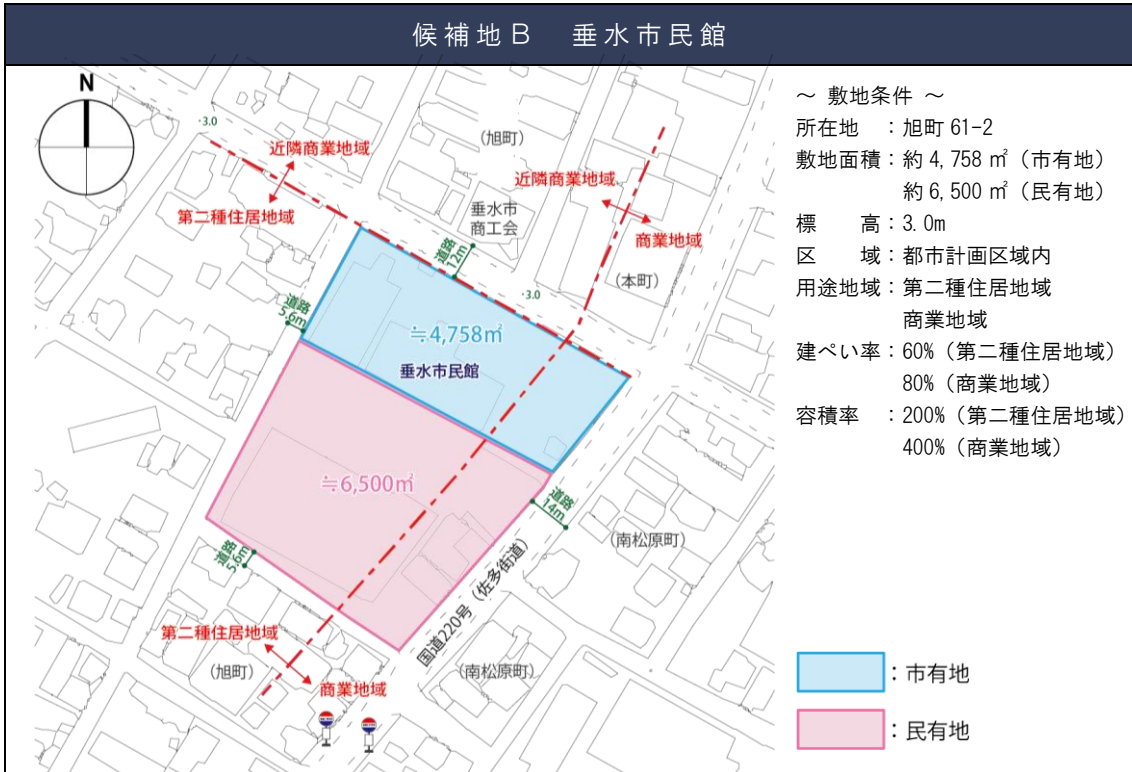 候補地B 垂水市民館
N
・3.0
(旭町)
近隣商業地域
第二種住居地域
近隣商業地域
商業地域
垂水市
商工会
道路
12m
(本町)
・3.0
道路
5.6m
≒4,758㎡
垂水市民館
≒6,500㎡
道路
14m
(南松原町)
道路
5.6m
国道220号(佐多街道)
第二種住居地域
(旭町)
商業地域
(南松原町)
～ 敷地条件 ～
所在地 ：旭町 61-2
敷地面積：約 4,758 ㎡（市有地）
約 6,500 ㎡（民有地）
標 高：3.0m
区 域：都市計画区域内
用途地域：第二種住居地域
商業地域
建ぺい率：60%（第二種住居地域）
80%（商業地域）
容積率 ：200%（第二種住居地域）
400%（商業地域）
：市有地
：民有地